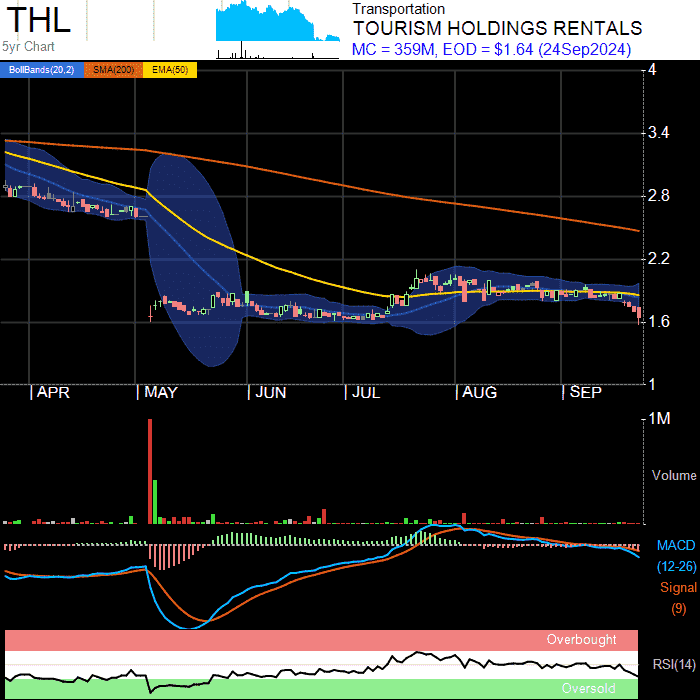 THL
5yr Chart
Transportation
TOURISM HOLDINGS RENTALS
MC = 359M, EOD = $1.64 (24Sep2024)
BollBands(20,2) SMA(200) EMA(50)
4
3.4
2.8
2.2
1.6
1
APR MAY JUN JUL AUG SEP
1M
Volume
MACD
(12-26)
Signal
(9)
Overbought
RSI(14)
Oversold